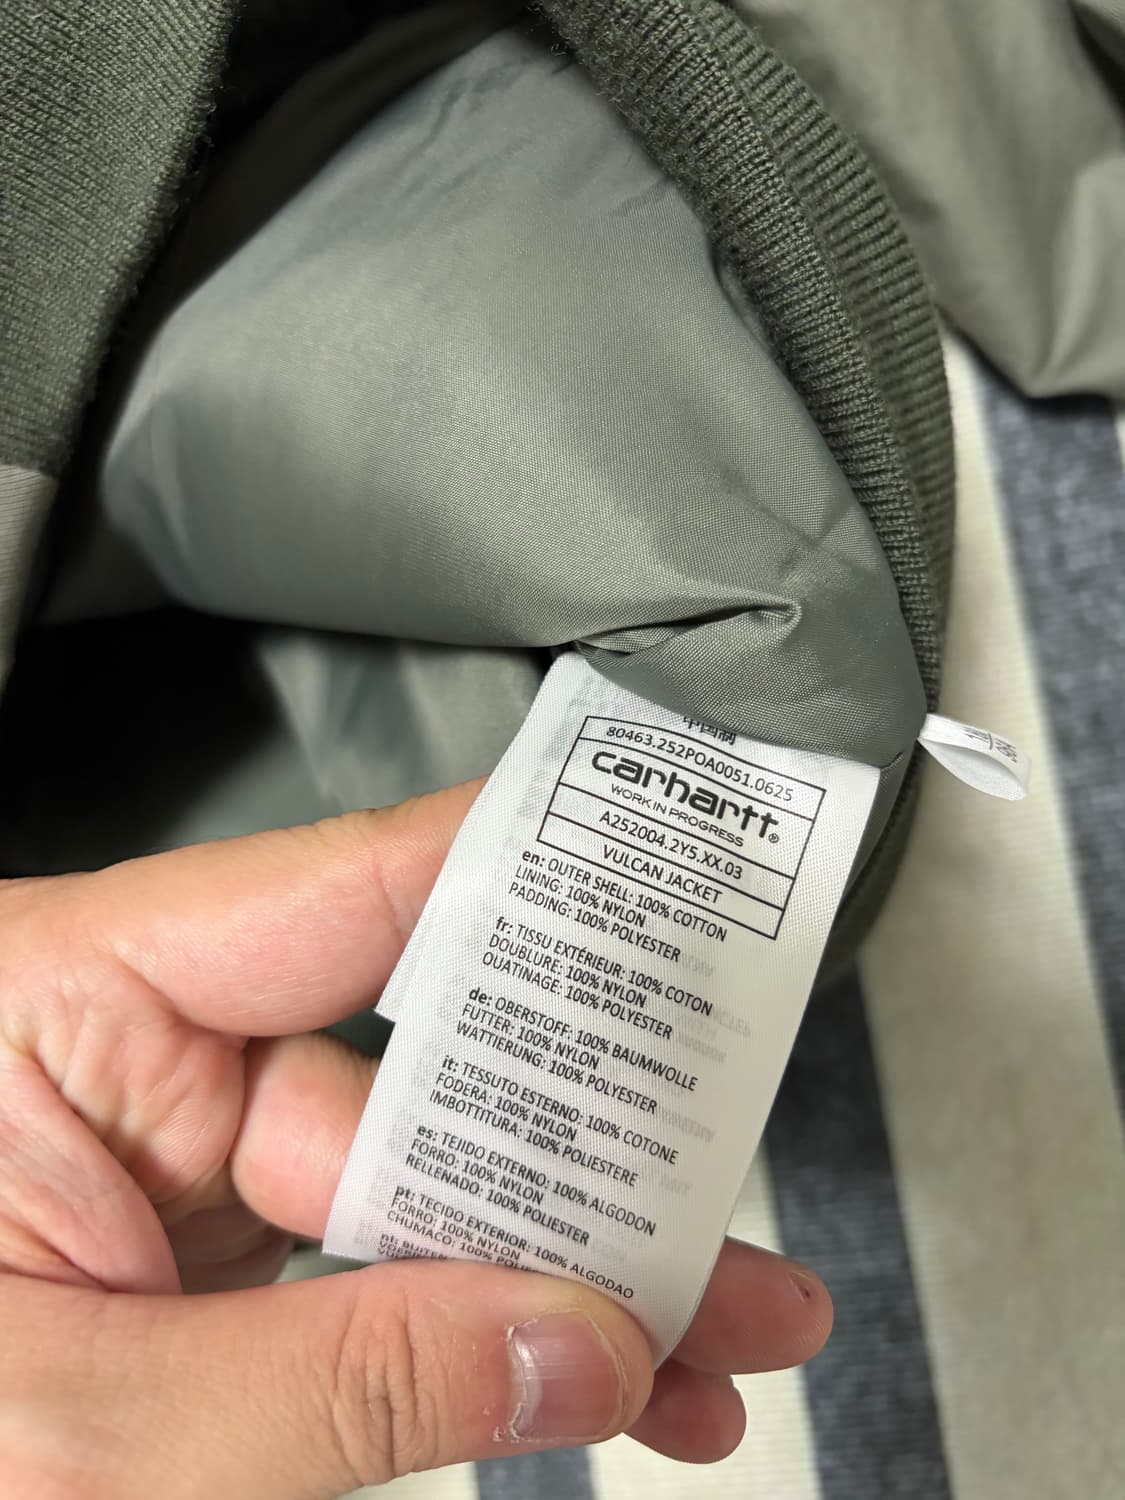 中国制
80463.252POA0051.0625
carhartt®
WORK IN PROGRESS
A252004.2Y5.XX.03
VULCAN JACKET
en: OUTER SHELL: 100% COTTON
LINING: 100% NYLON
PADDING: 100% POLYESTER
fr: TISSU EXTÉRIEUR: 100% COTON
DOUBLURE: 100% NYLON
OUATINAGE: 100% POLYESTER
de: OBERSTOFF: 100% BAUMWOLLE
FUTTER: 100% NYLON
WATTIERUNG: 100% POLYESTER
it: TESSUTO ESTERNO: 100% COTONE
FODERA: 100% NYLON
IMBOTTITURA: 100% POLIESTERE
es: TEJIDO EXTERNO: 100% ALGODON
FORRO: 100% NYLON
RELLENADO: 100% POLIESTER
pt: TECIDO EXTERIOR: 100% ALGODAO
FORRO: 100% NYLON
CHUMACO: 100%
nl: